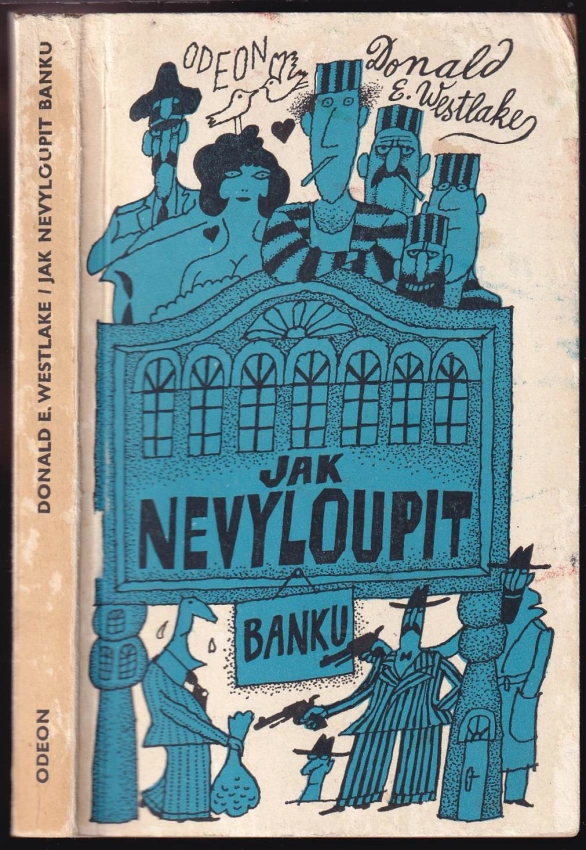 DONALD E. WESTLAKE / JAK NEVYLOUPIT BANKU
ODEON
ODEON
Donald
E. Westlake
JAK
NEVYLOUPIT
BANKU